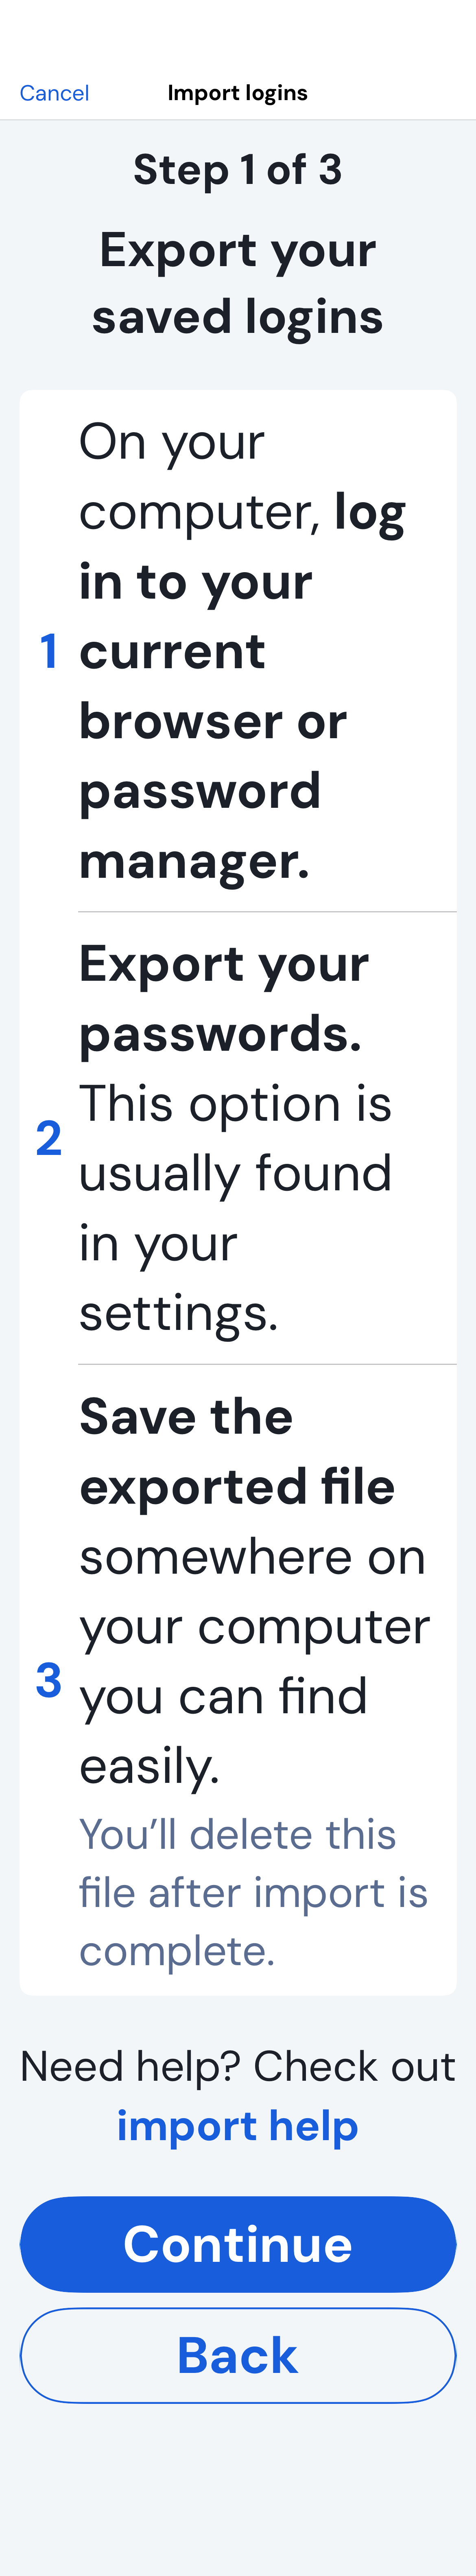 Cancel
Import logins
Step 1 of 3
Export your
saved logins
1
On your
computer, log
in to your
current
browser or
password
manager.
2
Export your
passwords.
This option is
usually found
in your
settings.
3
Save the
exported file
somewhere on
your computer
you can find
easily.
You’ll delete this
file after import is
complete.
Need help? Check out
import help
Continue
Back